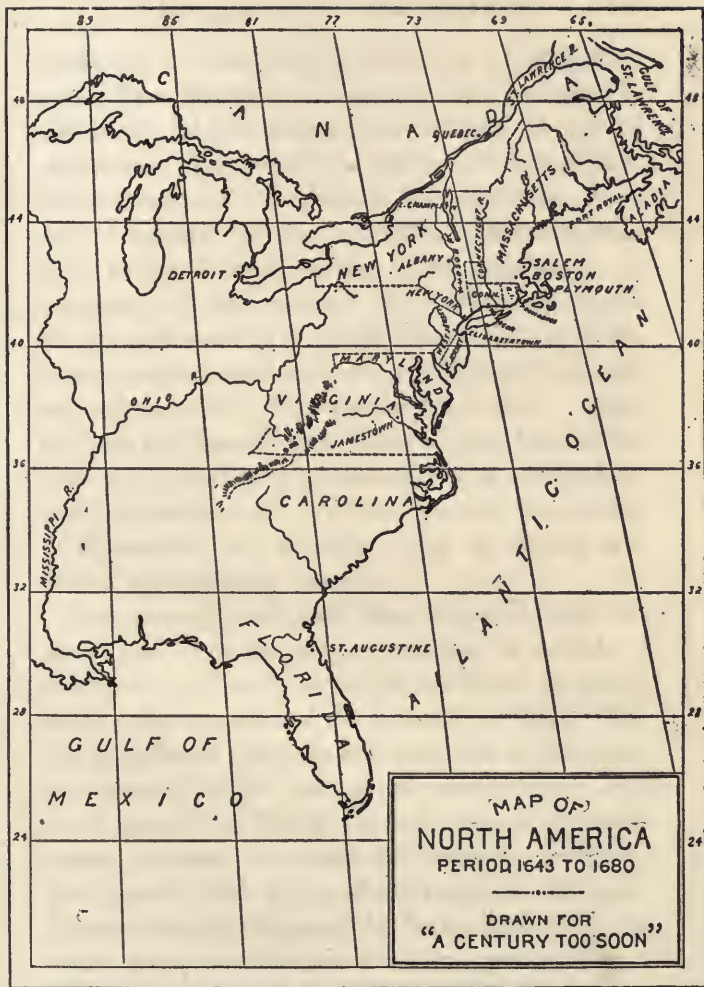 89 86 81 77 73 69 65.
C A N A D A
ST. LAWRENCE R.
GULF OF
ST. LAWRENCE
48
48
QUEBEC
L. CHAMPLAIN
CONNECTICUT R.
MASSACHUSETTS
PORT ROYAL
ACADIA
44
44
NEW YORK
ALBANY
HUDSON R.
DETROIT
SALEM
BOSTON
PLYMOUTH
CONN.
NEW YORK
ELIZABETHTOWN
40
40
MARYLAND
OHIO R.
VIRGINIA
JAMESTOWN
36
36
CAROLINA
MISSISSIPPI R.
ATLANTIC OCEAN
32
32
FLORIDA
ST. AUGUSTINE
28
28
GULF OF
MEXICO
24
24
MAP OF
NORTH AMERICA
PERIOD 1643 TO 1680
DRAWN FOR
"A CENTURY TOO SOON"